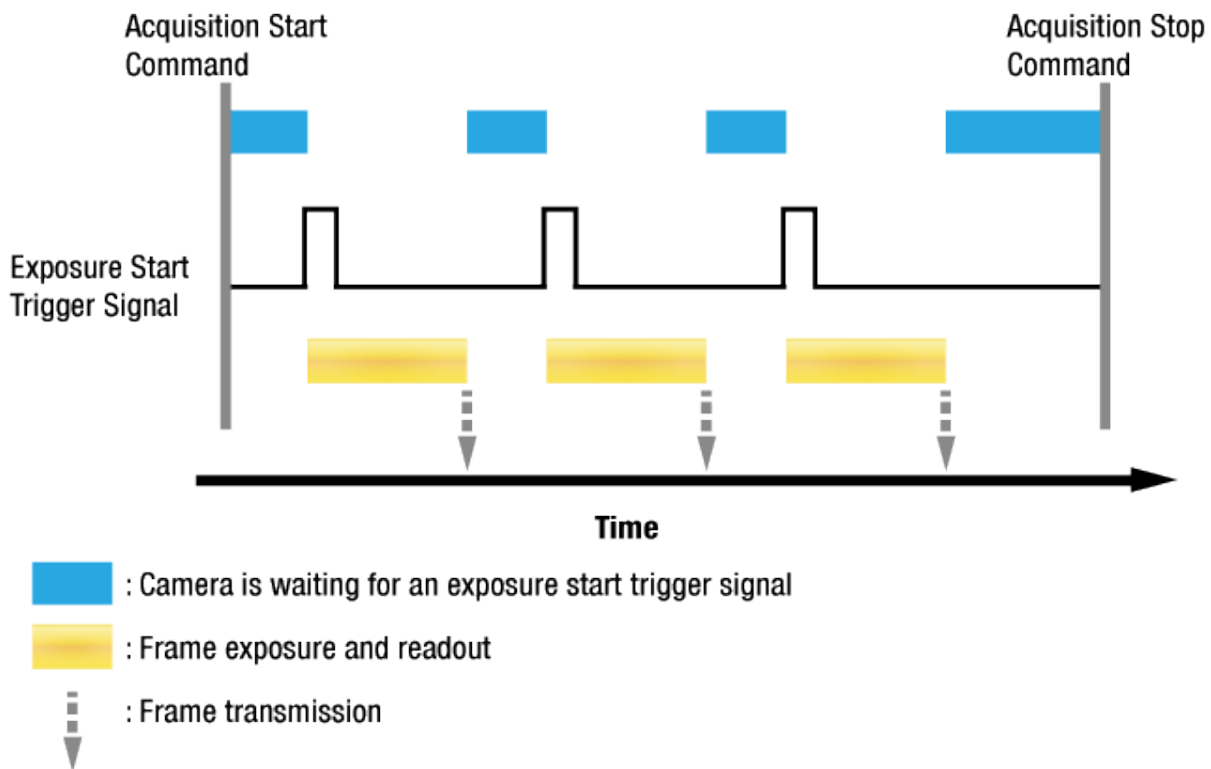 Acquisition Start
Command
Acquisition Stop
Command
Exposure Start
Trigger Signal
Time
: Camera is waiting for an exposure start trigger signal
: Frame exposure and readout
: Frame transmission